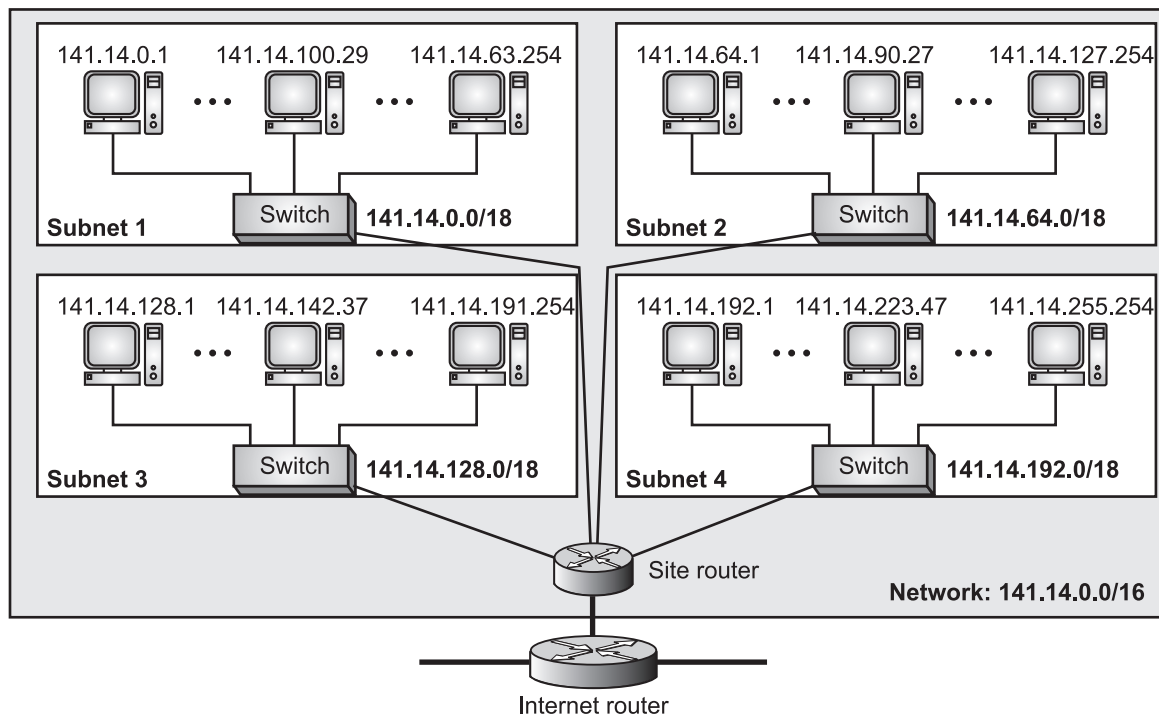 141.14.0.1 141.14.100.29 141.14.63.254
Switch
141.14.0.0/18
Subnet 1
141.14.64.1 141.14.90.27 141.14.127.254
Switch
141.14.64.0/18
Subnet 2
141.14.128.1 141.14.142.37 141.14.191.254
Switch
141.14.128.0/18
Subnet 3
141.14.192.1 141.14.223.47 141.14.255.254
Switch
141.14.192.0/18
Subnet 4
Site router
Network: 141.14.0.0/16
Internet router